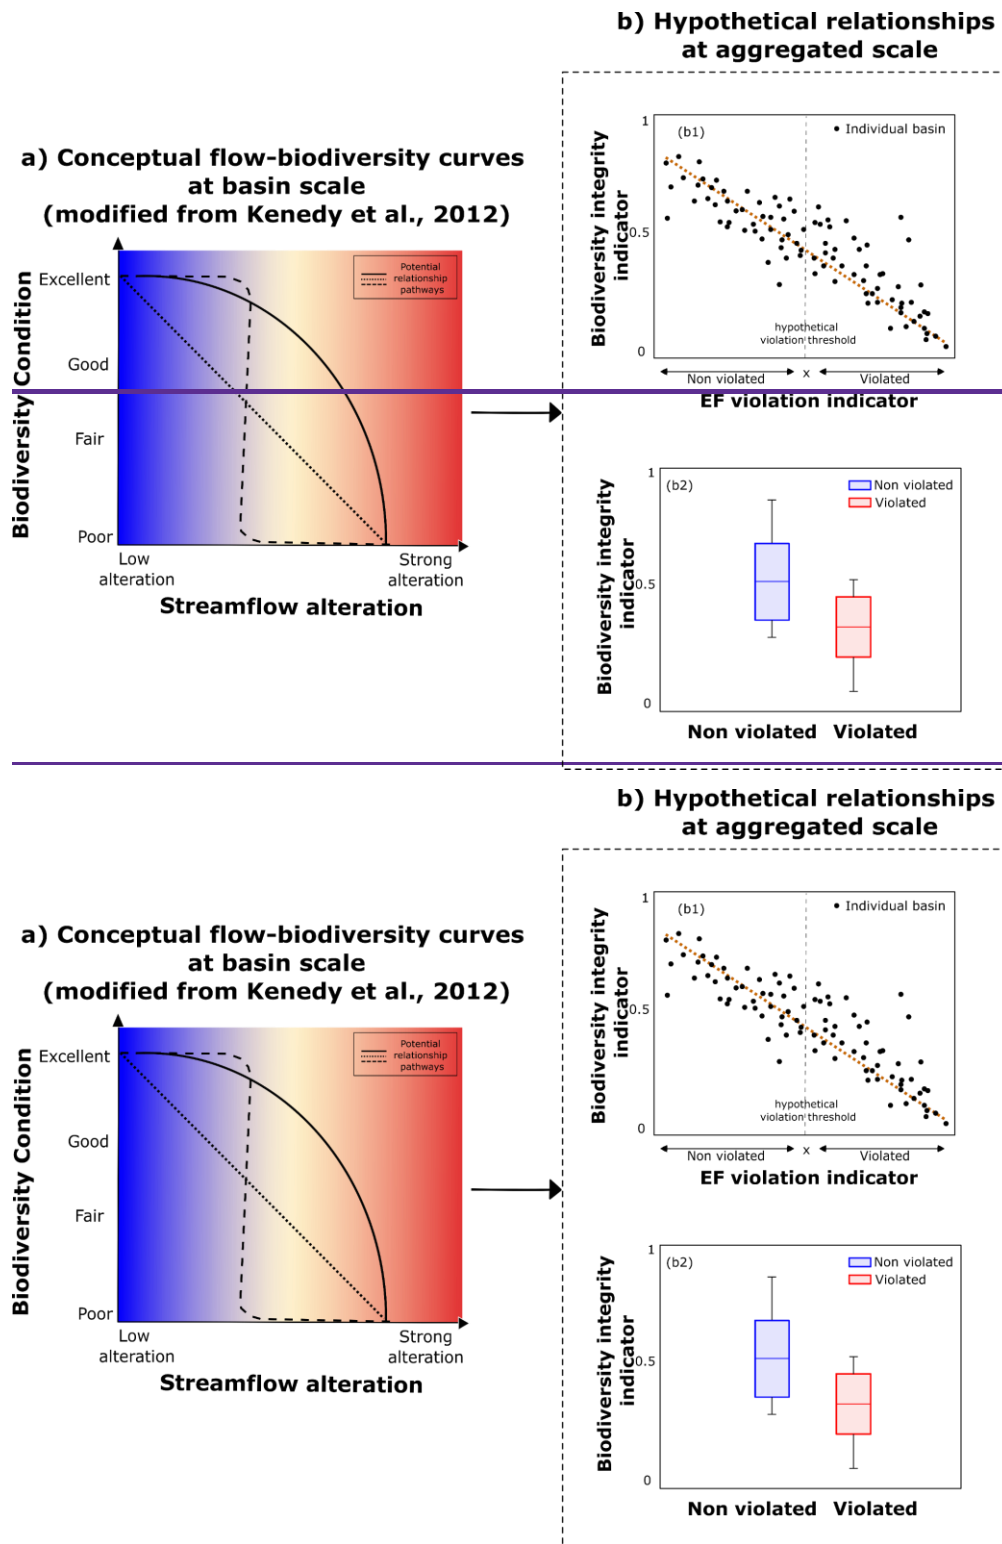 b) Hypothetical relationships
at aggregated scale
a) Conceptual flow-biodiversity curves
at basin scale
(modified from Kenedy et al., 2012)
Biodiversity Condition
Excellent
Good
Fair
Poor
Potential
relationship
pathways
Low
alteration
Strong
alteration
Streamflow alteration
Biodiversity integrity
indicator
1
0.5
0
(b1)
Individual basin
hypothetical
violation threshold
Non violated
x
Violated
EF violation indicator
Biodiversity integrity
indicator
1
0.5
0
(b2)
Non violated
Violated
Non violated
Violated
b) Hypothetical relationships
at aggregated scale
a) Conceptual flow-biodiversity curves
at basin scale
(modified from Kenedy et al., 2012)
Biodiversity Condition
Excellent
Good
Fair
Poor
Potential
relationship
pathways
Low
alteration
Strong
alteration
Streamflow alteration
Biodiversity integrity
indicator
1
0.5
0
(b1)
Individual basin
hypothetical
violation threshold
Non violated
x
Violated
EF violation indicator
Biodiversity integrity
indicator
1
0.5
0
(b2)
Non violated
Violated
Non violated
Violated